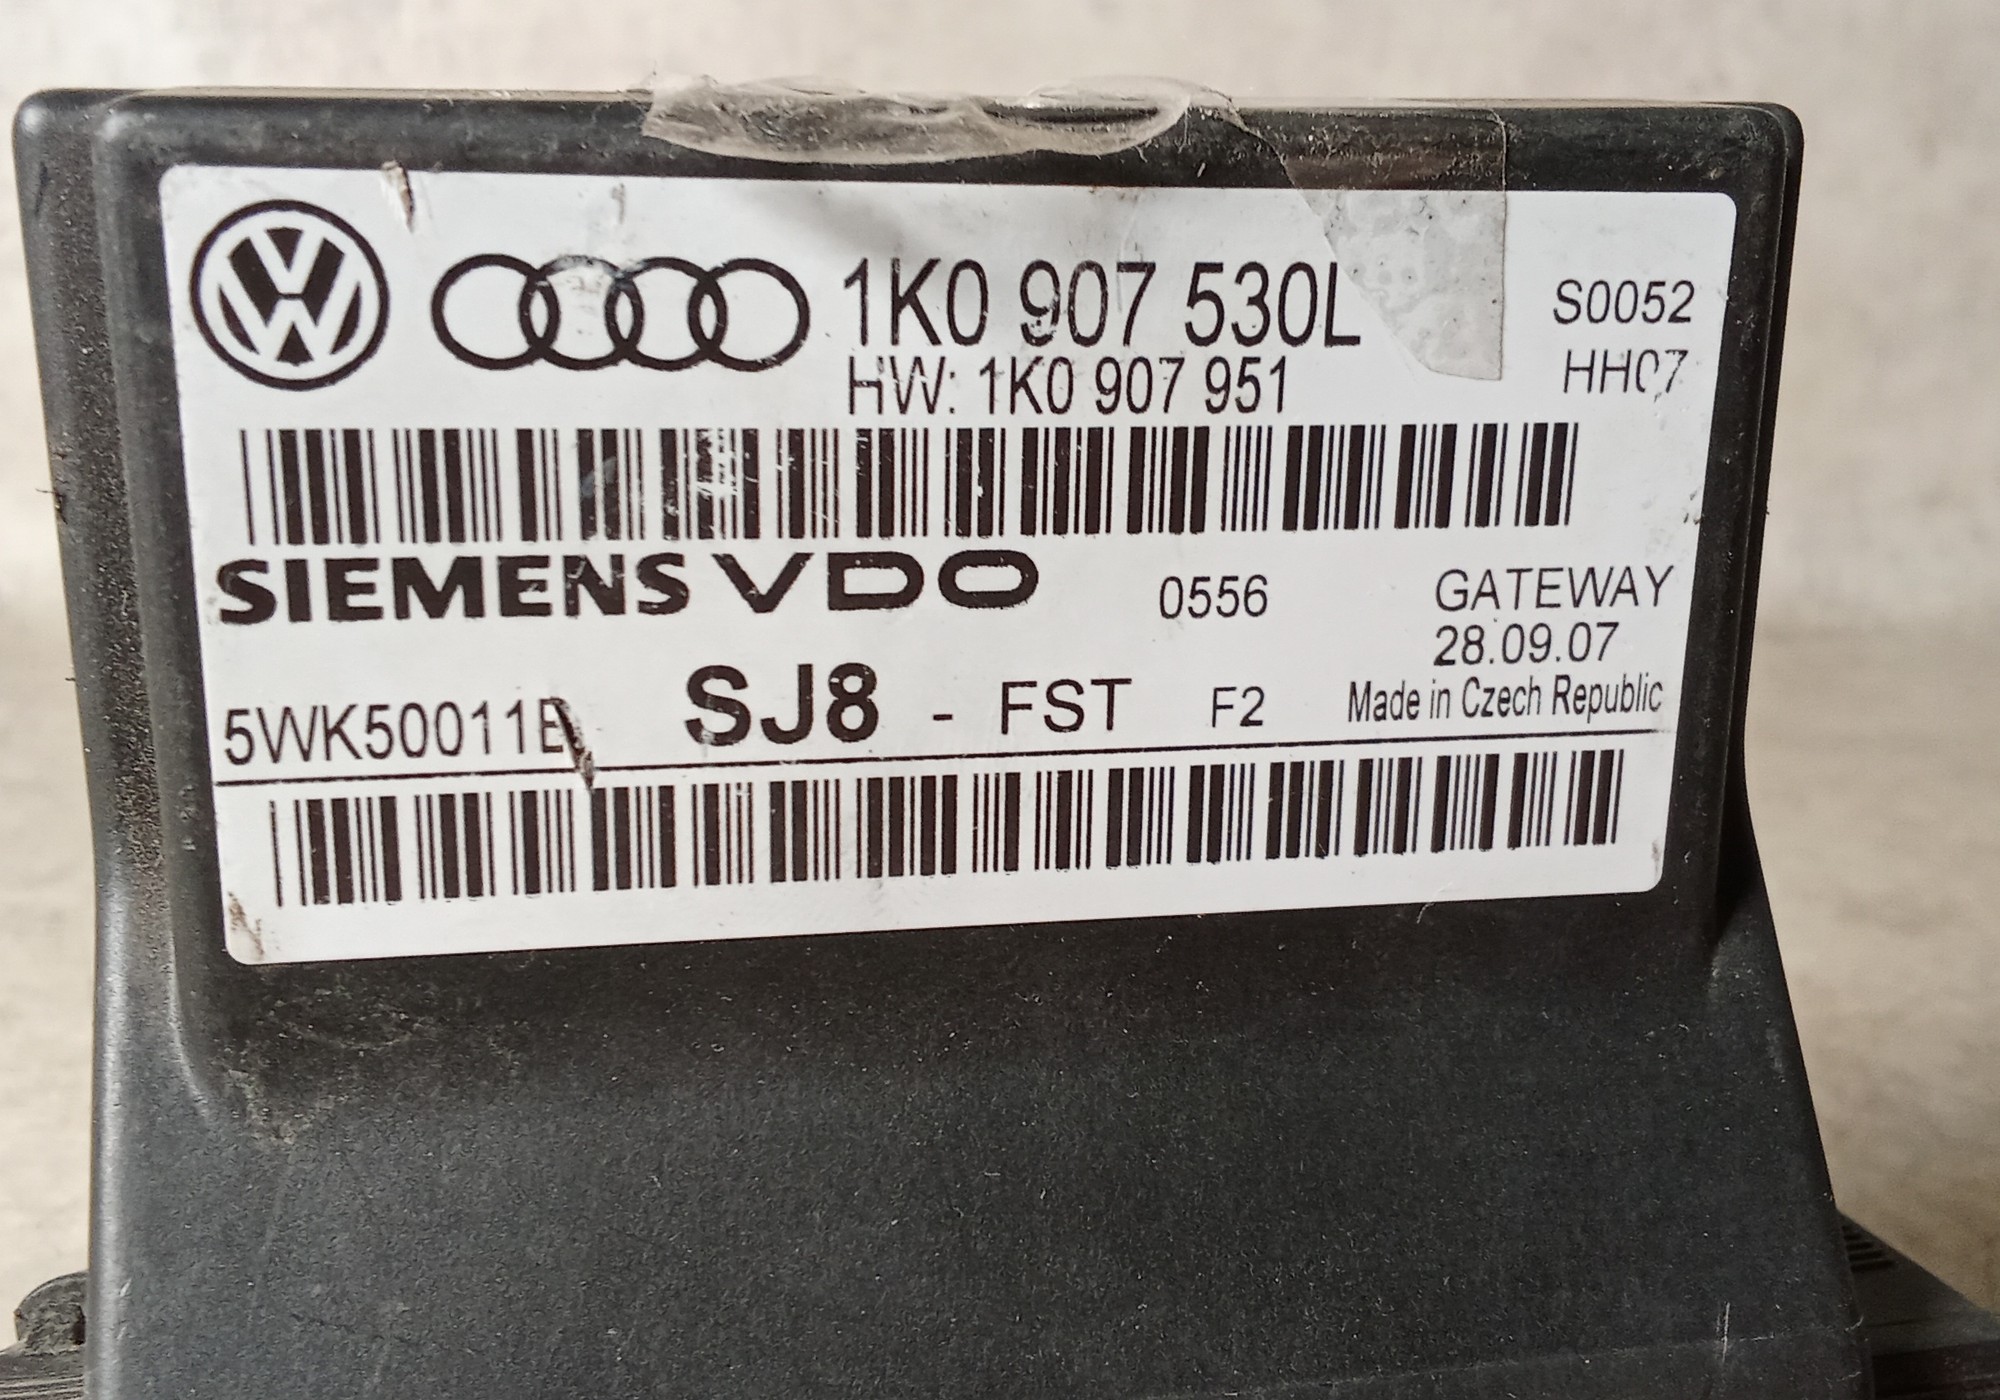 1K0 907 530L
S0052
HW: 1K0 907 951
HH07
SIEMENS VDO
0556
GATEWAY
28.09.07
5WK50011E
SJ8 - FST F2
Made in Czech Republic